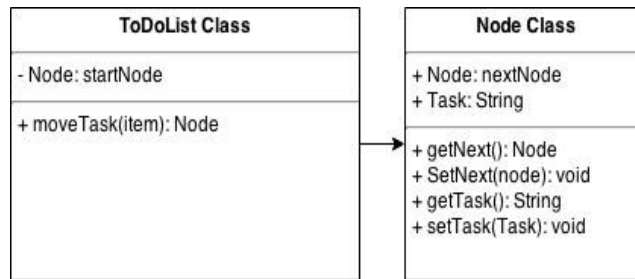 ToDoList Class
- Node: startNode
+ moveTask(item): Node
Node Class
+ Node: nextNode
+ Task: String
+ getNext(): Node
+ SetNext(node): void
+ getTask(): String
+ setTask(Task): void